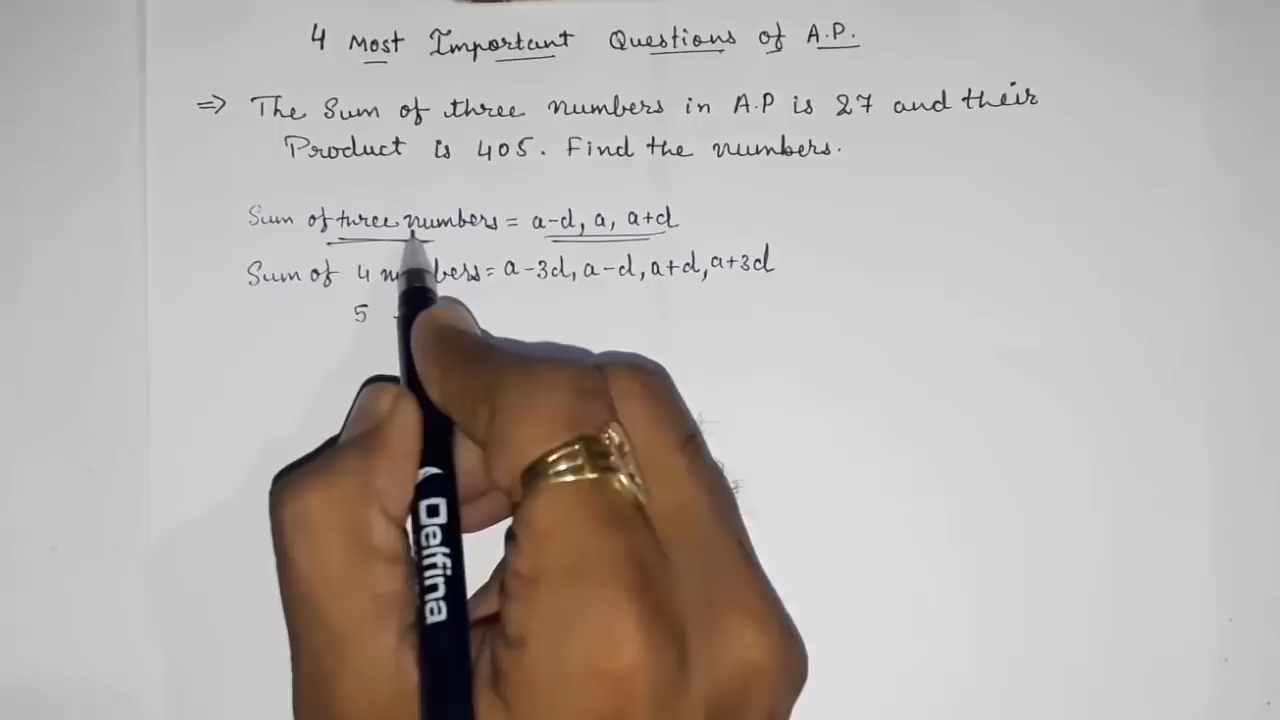 4 Most Important Questions of A.P.
=> The Sum of three numbers in A.P is 27 and their
Product is 405. Find the numbers.
Sum of three numbers = a-d, a, a+d
Sum of 4 = a-3d, a-d, a+d, a+3d
5
Delfina